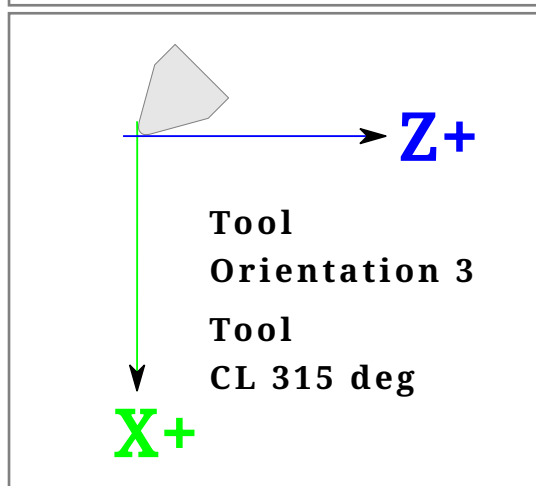 Z+
Tool
Orientation 3
Tool
CL 315 deg
X+